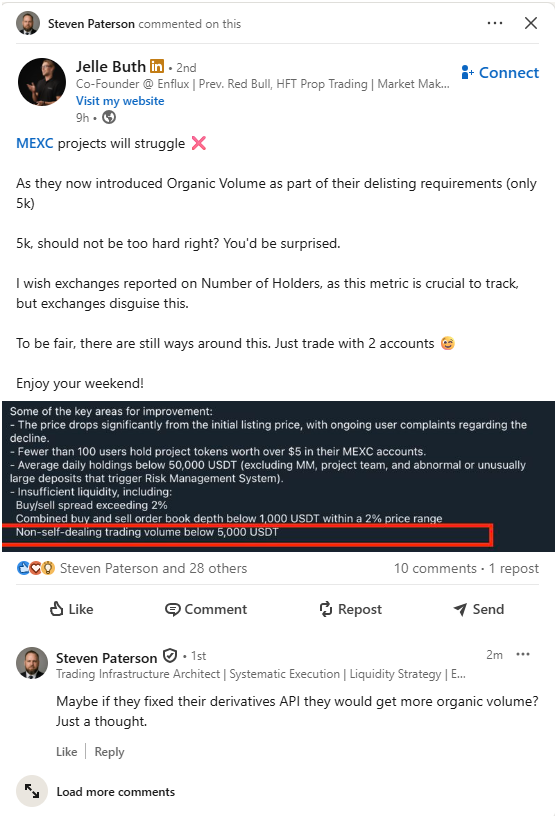 Steven Paterson commented on this
Jelle Buth in • 2nd
Co-Founder @ Enflux | Prev. Red Bull, HFT Prop Trading | Market Mak...
Connect
Visit my website
9h •
MEXC projects will struggle ❌
As they now introduced Organic Volume as part of their delisting requirements (only
5k)
5k, should not be too hard right? You'd be surprised.
I wish exchanges reported on Number of Holders, as this metric is crucial to track,
but exchanges disguise this.
To be fair, there are still ways around this. Just trade with 2 accounts 😅
Enjoy your weekend!
Some of the key areas for improvement:
- The price drops significantly from the initial listing price, with ongoing user complaints regarding the
decline.
- Fewer than 100 users hold project tokens worth over $5 in their MEXC accounts.
- Average daily holdings below 50,000 USDT (excluding MM, project team, and abnormal or unusually
large deposits that trigger Risk Management System).
- Insufficient liquidity, including:
Buy/sell spread exceeding 2%
Combined buy and sell order book depth below 1,000 USDT within a 2% price range
Non-self-dealing trading volume below 5,000 USDT
Steven Paterson and 28 others
10 comments • 1 repost
Like
Comment
Repost
Send
Steven Paterson • 1st
2m
Trading Infrastructure Architect | Systematic Execution | Liquidity Strategy | E...
Maybe if they fixed their derivatives API they would get more organic volume?
Just a thought.
Like | Reply
Load more comments